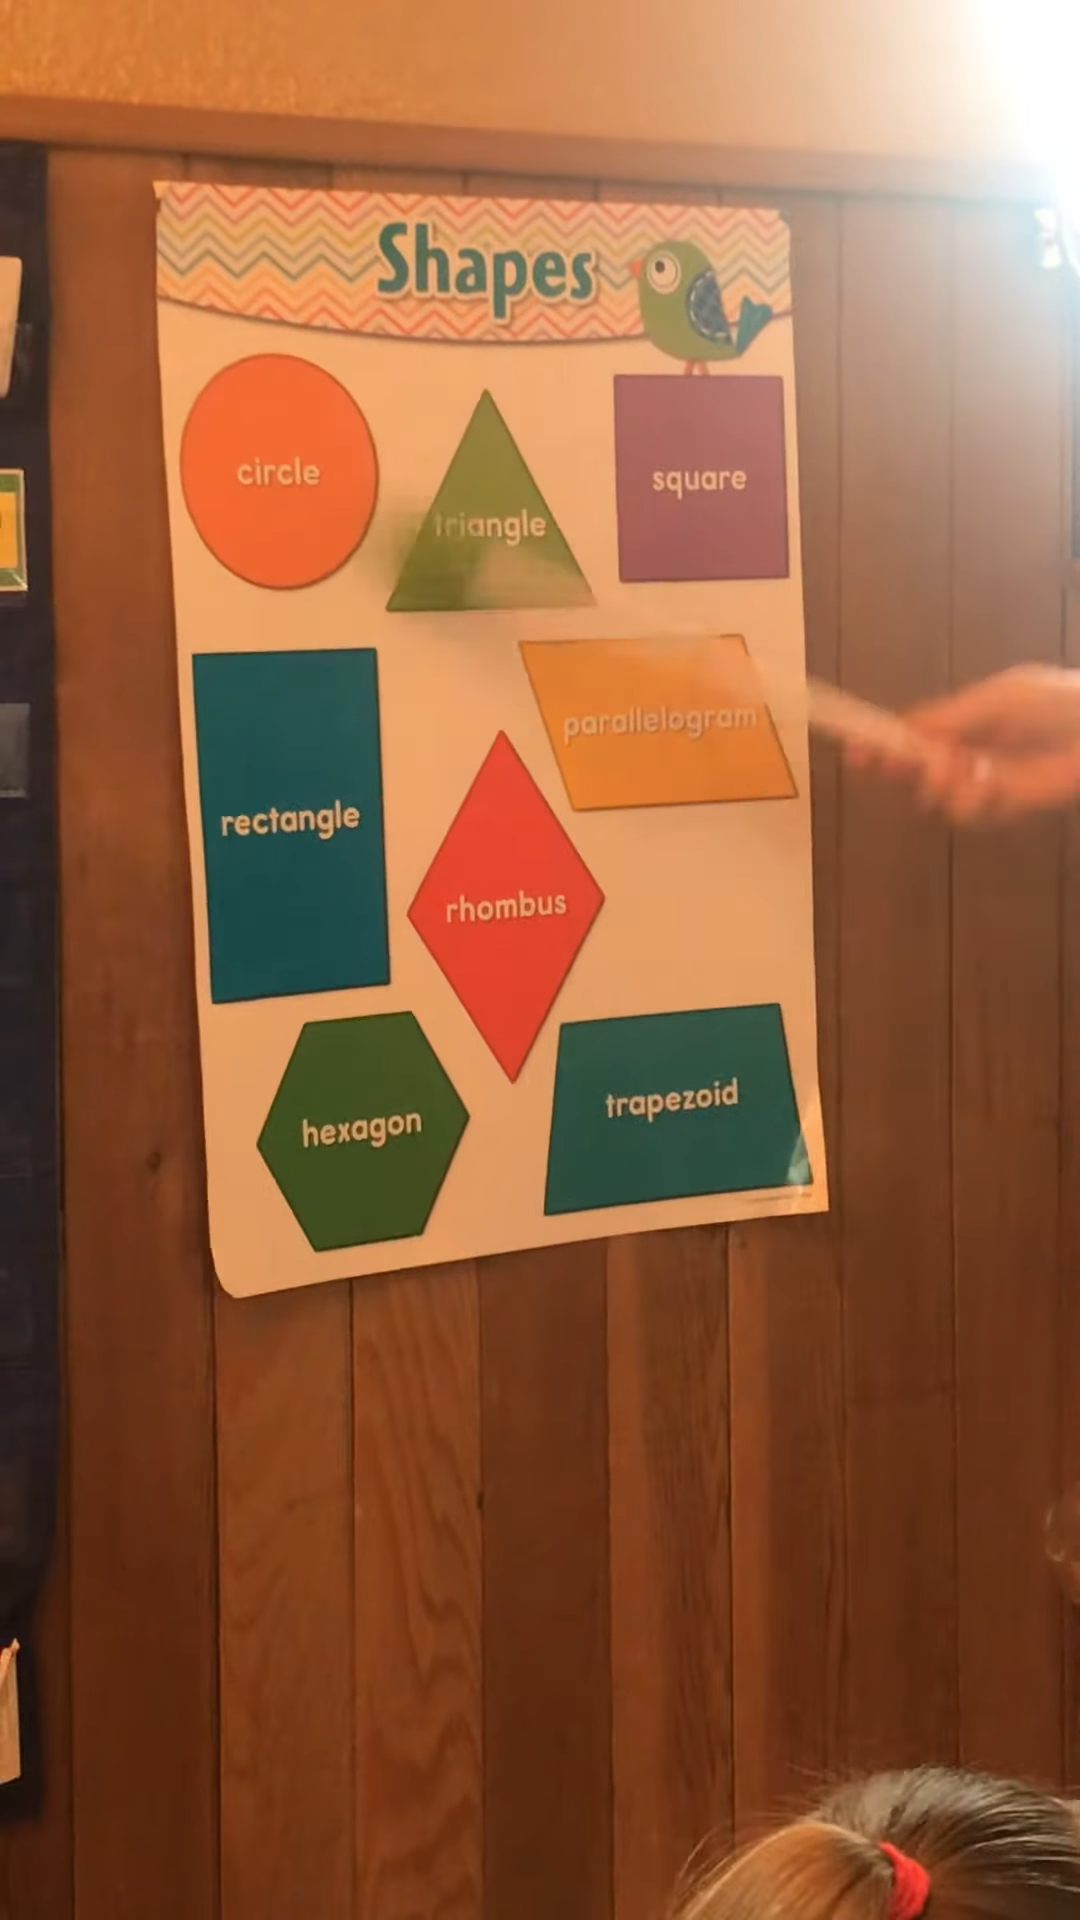 Shapes
circle
triangle
square
rectangle
parallelogram
rhombus
hexagon
trapezoid